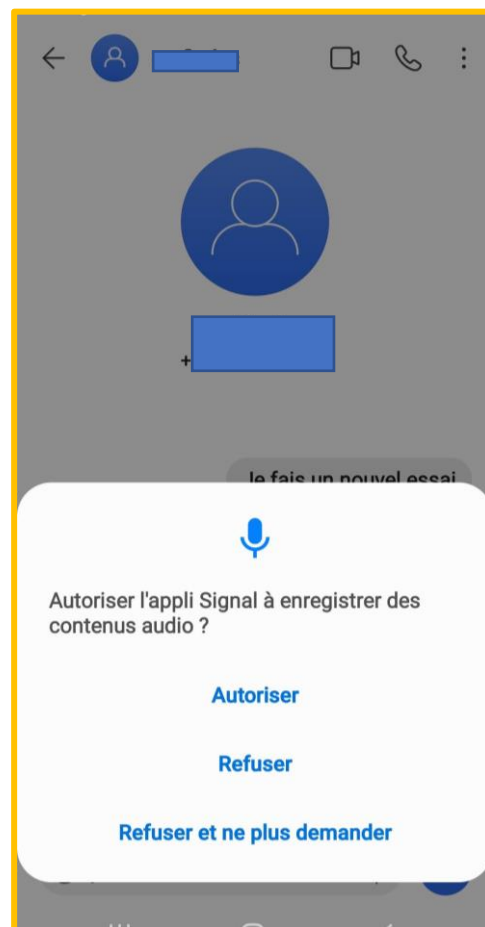 +
Je fais un nouvel essai
Autoriser l'appli Signal à enregistrer des
contenus audio ?
Autoriser
Refuser
Refuser et ne plus demander